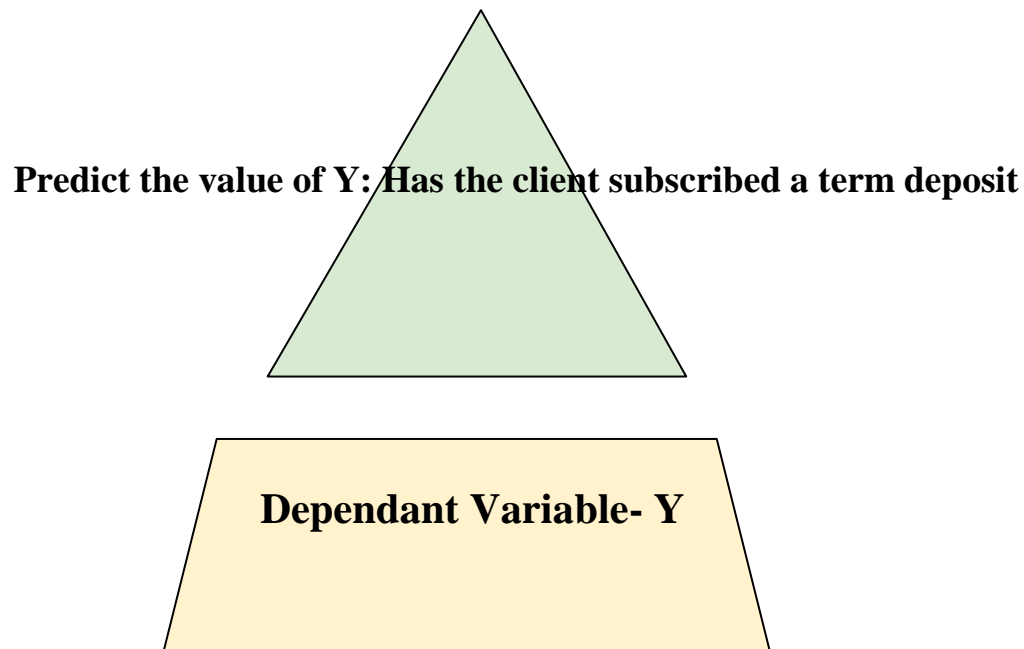 Predict the value of Y: Has the client subscribed a term deposit
Dependant Variable- Y